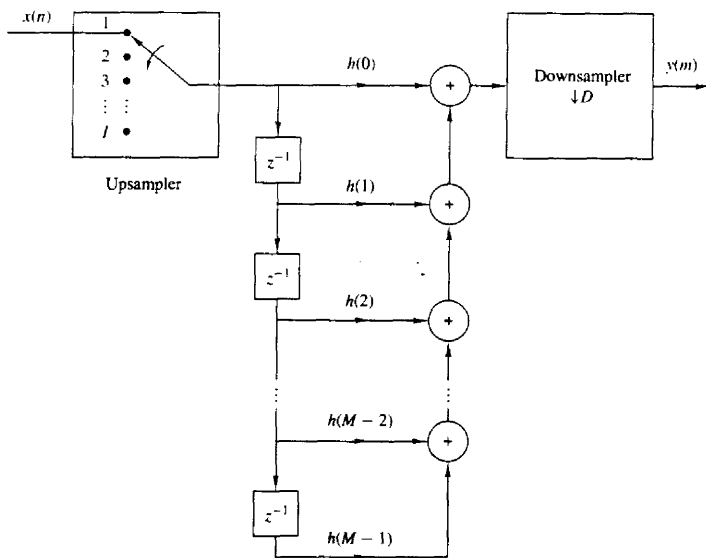 x(n)
1
2
3
⋮ ⋮
I
Upsampler
h(0)
+
Downsampler
↓D
y(m)
z⁻¹
h(1)
+
z⁻¹
h(2)
+
⋮
⋮
h(M − 2)
+
z⁻¹
h(M − 1)